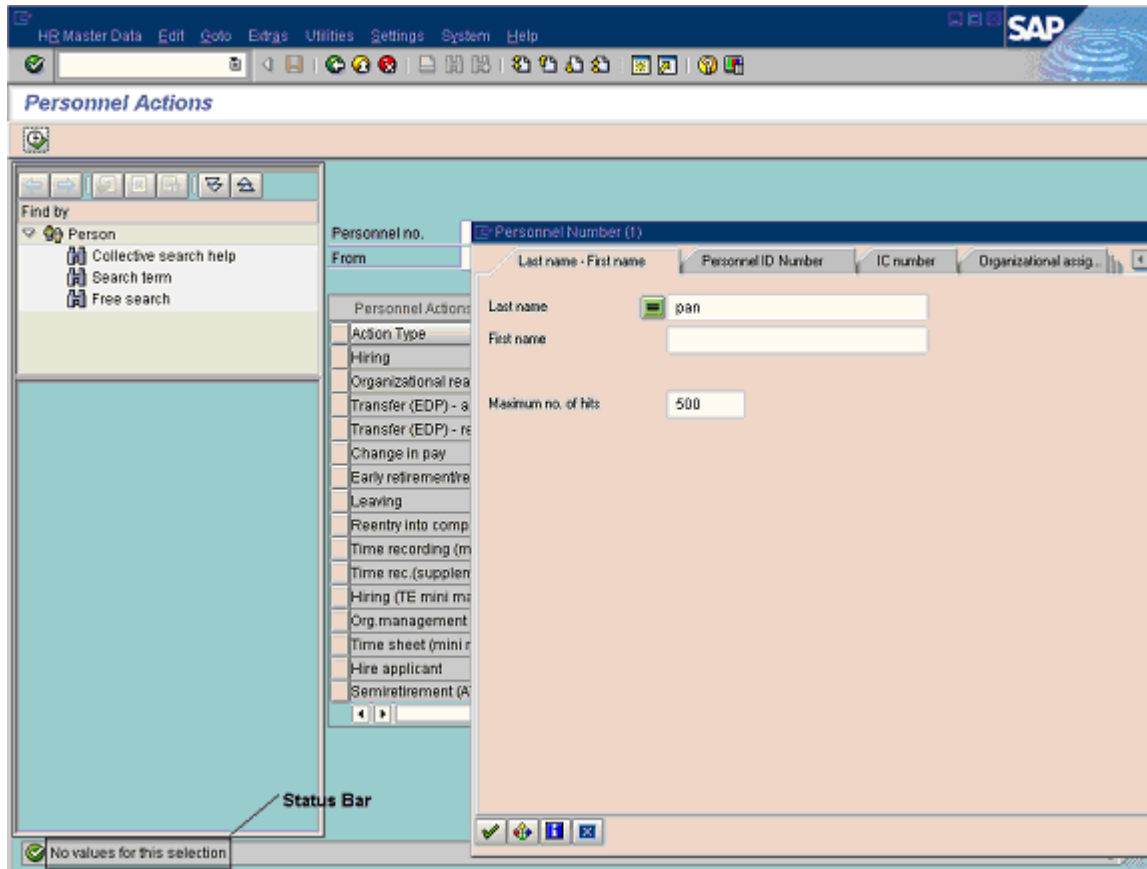 HR Master Data Edit Goto Extras Utilities Settings System Help
SAP
Personnel Actions
Find by
Person
Collective search help
Search term
Free search
Personnel no.
From
Personnel Actions
Action Type
Hiring
Organizational rea
Transfer (EDP) - a
Transfer (EDP) - re
Change in pay
Early retirement/re
Leaving
Reentry into comp
Time recording (m
Time rec.(supplem
Hiring (TE mini ma
Org.management
Time sheet (mini
Hire applicant
Semiretirement (A
Personnel Number (1)
Last name - First name Personnel ID Number IC number Organizational assig...
Last name pan
First name
Maximum no. of hits 500
Status Bar
No values for this selection